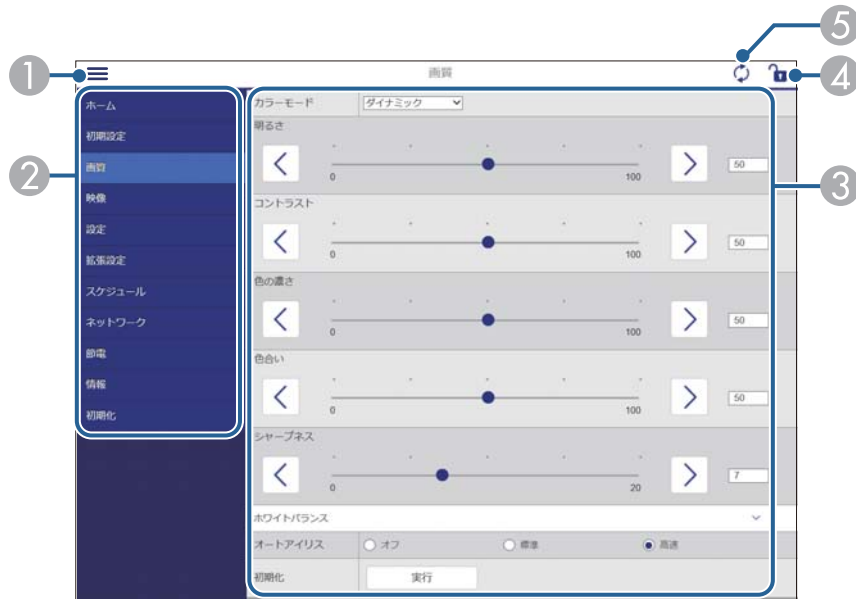 5
1
画質
4
ホーム
初期設定
画質
映像
設定
拡張設定
スケジュール
ネットワーク
節電
情報
初期化
2
カラーモード
ダイナミック
明るさ
0
100
50
コントラスト
0
100
50
色の濃さ
0
100
50
色合い
0
100
50
シャープネス
0
20
7
ホワイトバランス
オートアイリス
オフ
標準
高速
初期化
実行
3